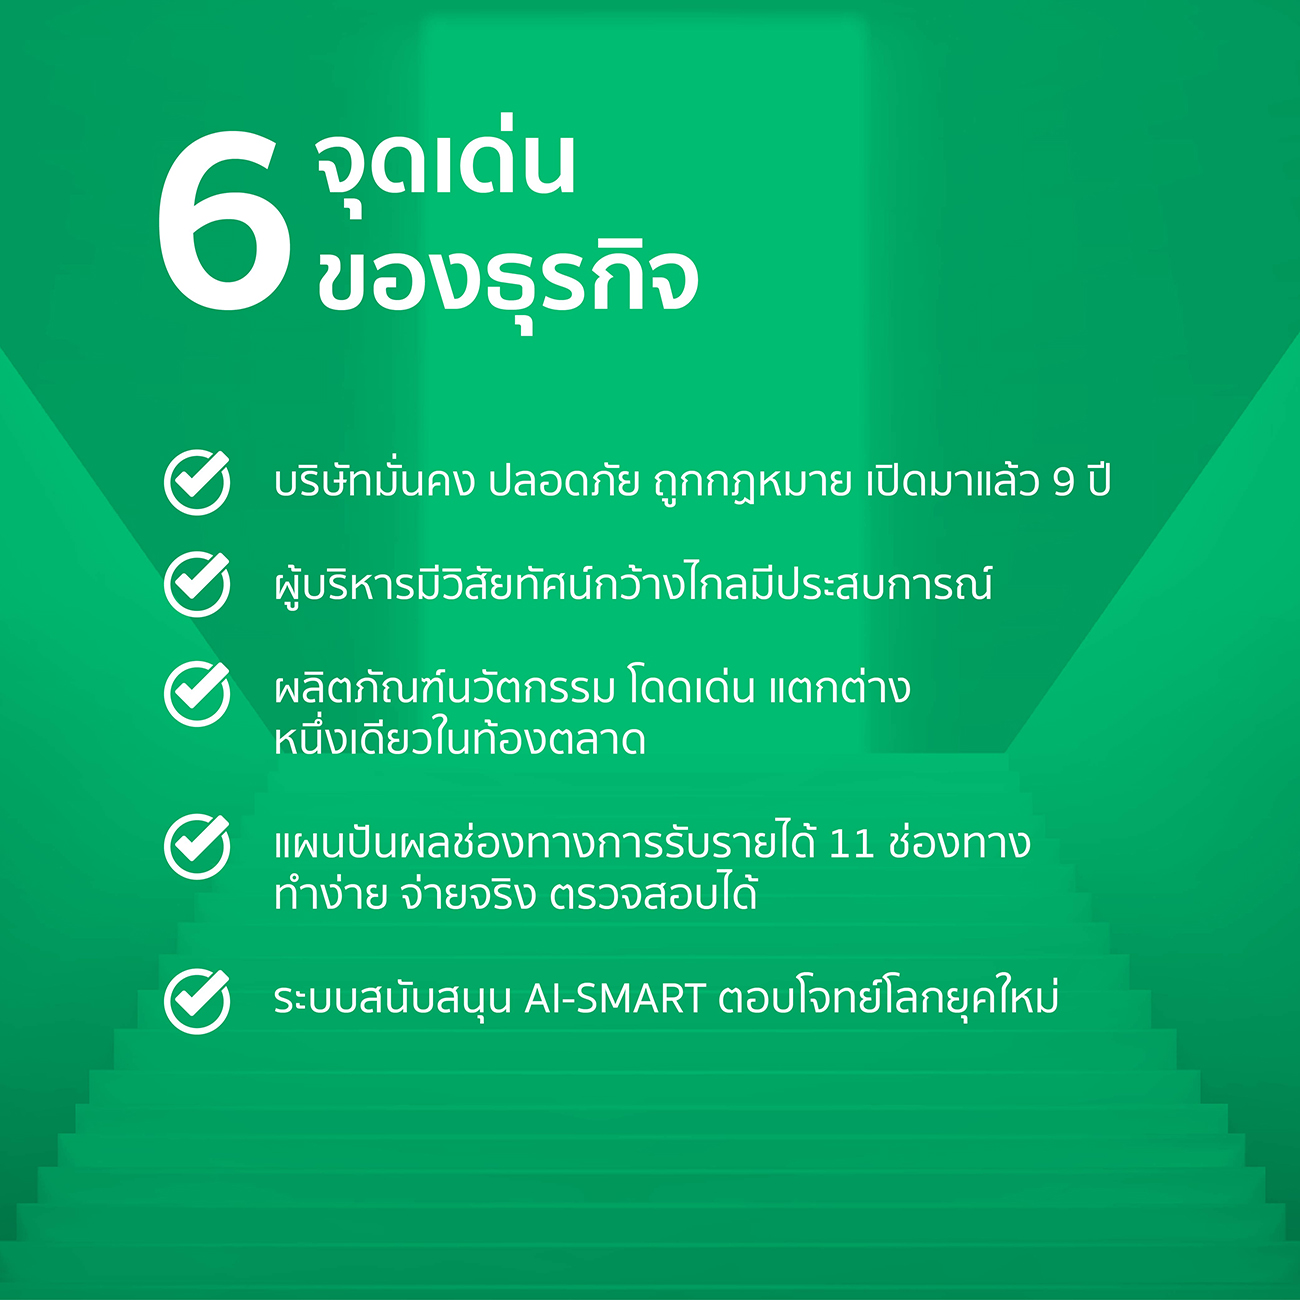 6 จุดเด่น
ของธุรกิจ
บริษัทมั่นคง ปลอดภัย ถูกกฎหมาย เปิดมาแล้ว 9 ปี
ผู้บริหารมีวิสัยทัศน์กว้างไกลมีประสบการณ์
ผลิตภัณฑ์นวัตกรรม โดดเด่น แตกต่าง
หนึ่งเดียวในท้องตลาด
แผนปันผลช่องทางการรับรายได้ 11 ช่องทาง
ทำง่าย จ่ายจริง ตรวจสอบได้
ระบบสนับสนุน AI-SMART ตอบโจทย์โลกยุคใหม่